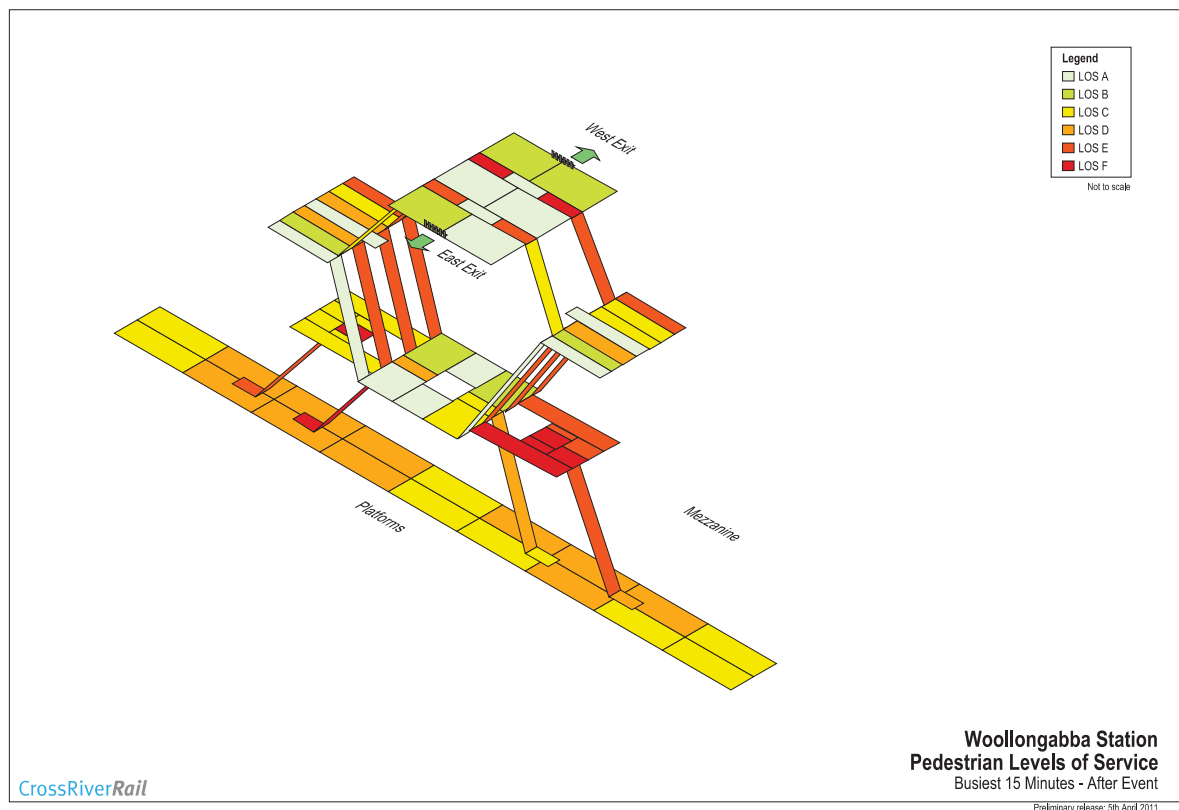 Legend
LOS A
LOS B
LOS C
LOS D
LOS E
LOS F
Not to scale
West Exit
East Exit
Platforms
Mezzanine
Woollongabba Station
Pedestrian Levels of Service
Busiest 15 Minutes - After Event
CrossRiverRail
Preliminary release: 5th April 2011